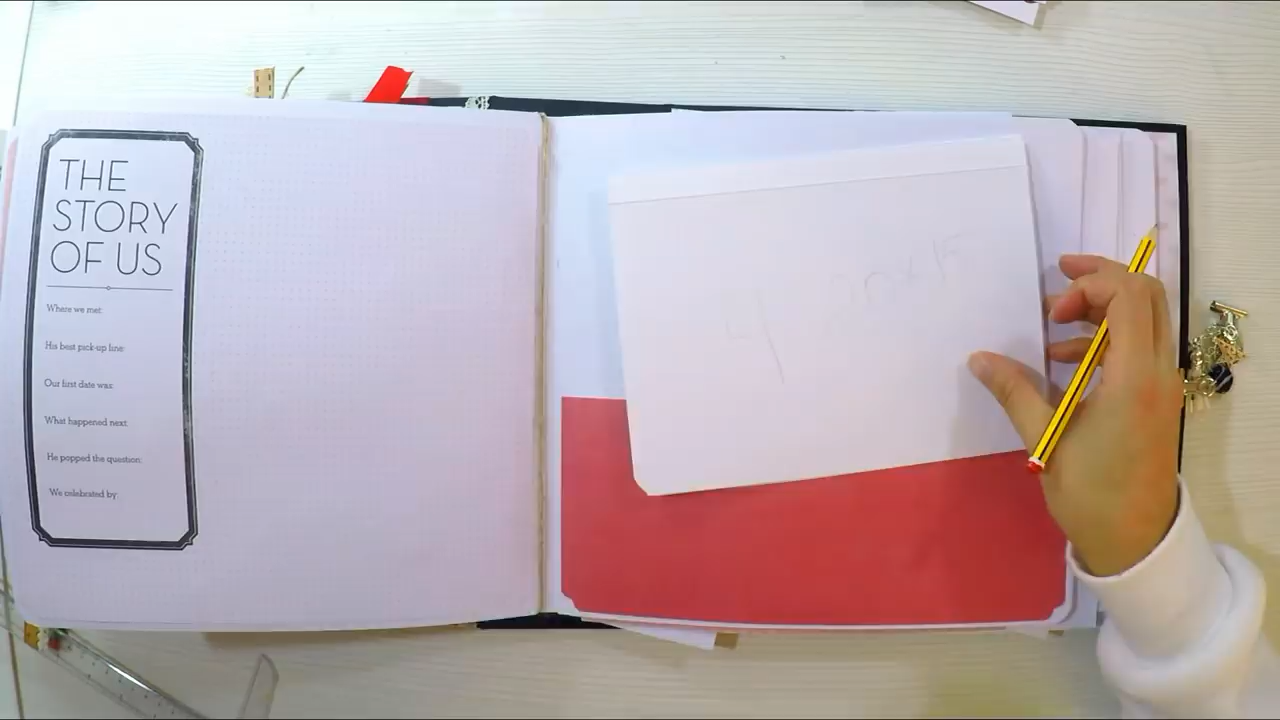 THE
STORY
OF US
Where we met:
His best pick-up line:
Our first date was:
What happened next:
He popped the question:
We celebrated by: